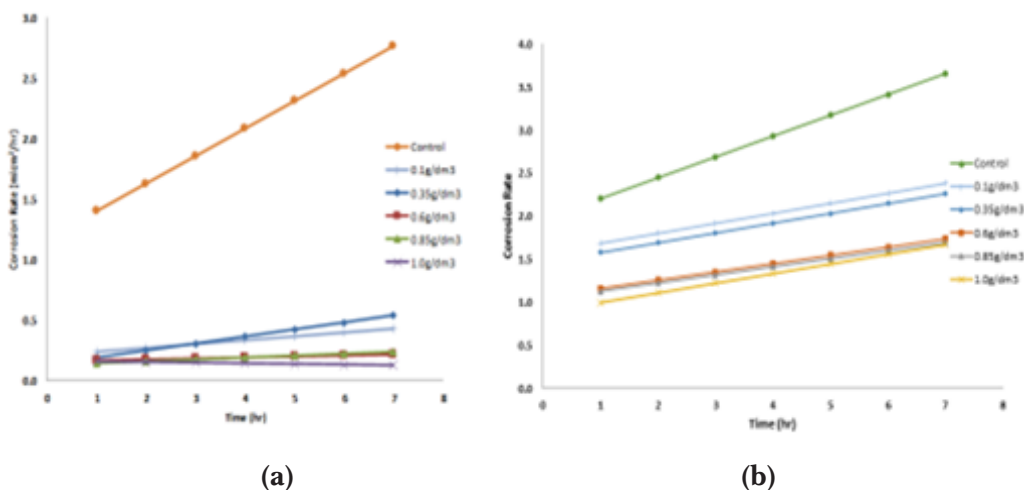 3.0
2.5
2.0
1.5
1.0
0.5
0.0
0 1 2 3 4 5 6 7 8
Time (hr)
Control
0.1g/dm3
0.35g/dm3
0.6g/dm3
0.85g/dm3
1.0g/dm3
(a)
Corrosion Rate
4.0
3.5
3.0
2.5
2.0
1.5
1.0
0.5
0.0
0 1 2 3 4 5 6 7 8
Time (hr)
Control
0.1g/dm3
0.35g/dm3
0.6g/dm3
0.85g/dm3
1.0g/dm3
(b)